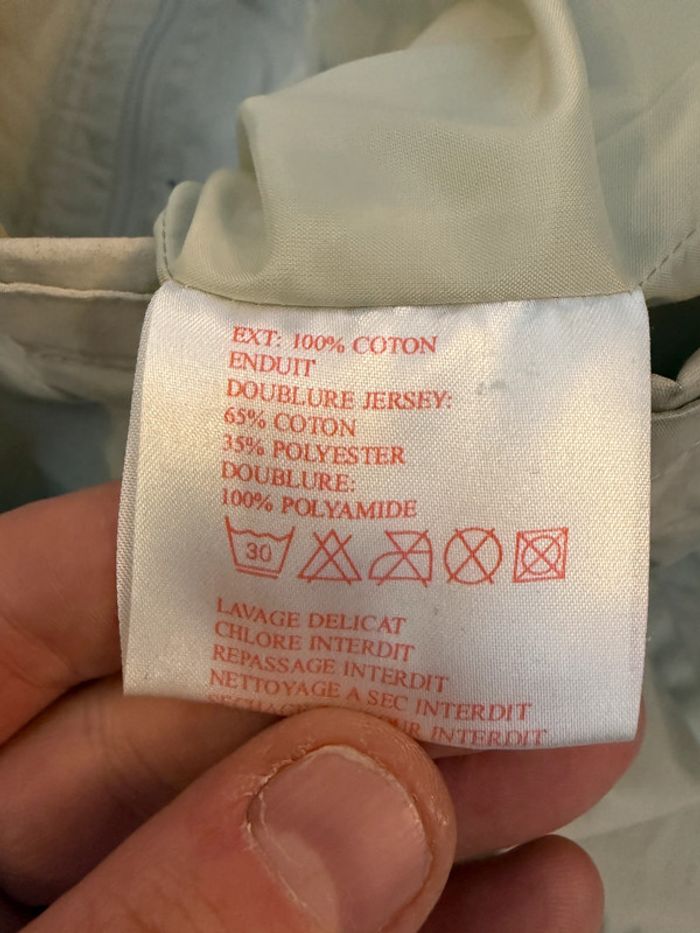 EXT: 100% COTON
ENDUIT
DOUBLURE JERSEY:
65% COTON
35% POLYESTER
DOUBLURE:
100% POLYAMIDE
30
LAVAGE DELICAT
CHLORE INTERDIT
REPASSAGE INTERDIT
NETTOYAGE A SEC INTERDIT
INTERDIT